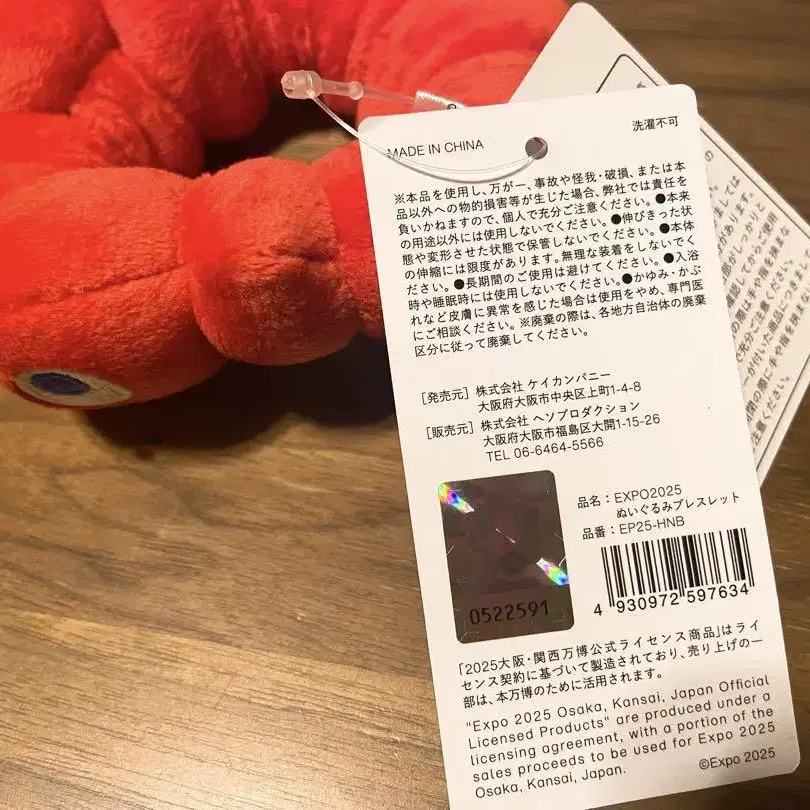 MADE IN CHINA
洗濯不可
※本品を使用し、万が一、事故や怪我・破損、または本
品以外への物的損害等が生じた場合、弊社では責任を
負いかねますので、個人で充分ご注意ください。●本来
の用途以外には使用しないでください。●伸びきった状
態や変形させた状態で保管しないでください。●本体
の伸縮には限度があります。無理な装着をしないでく
ださい。●長期間のご使用は避けてください。●入浴
時や睡眠時には使用しないでください。●かゆみ・かぶ
れなど皮膚に異常を感じた場合は使用をやめ、専門医
にご相談ください。※廃棄の際は、各地方自治体の廃棄
区分に従って廃棄してください。
［発売元］株式会社 ケイカンパニー
大阪府大阪市中央区上町1-4-8
［販売元］株式会社 ヘソプロダクション
大阪府大阪市福島区大開1-15-26
TEL 06-6464-5566
品名：EXPO2025
ぬいぐるみブレスレット
品番：EP25-HNB
0522591
4 930972 597634
「2025大阪・関西万博公式ライセンス商品」はライ
センス契約に基づいて製造されており、売り上げの一
部は、本万博のために活用されます。
"Expo 2025 Osaka, Kansai, Japan Official
Licensed Products" are produced under a
licensing agreement, with a portion of the
sales proceeds to be used for Expo 2025
Osaka, Kansai, Japan.
©Expo 2025